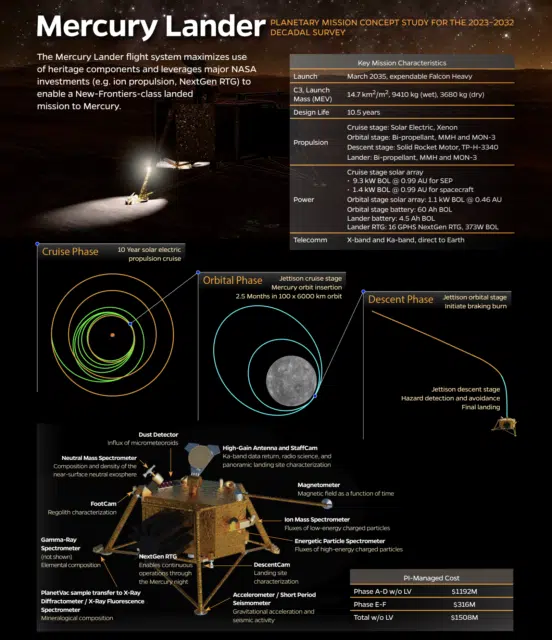 Mercury Lander
PLANETARY MISSION CONCEPT STUDY FOR THE 2023–2032
DECADAL SURVEY
The Mercury Lander flight system maximizes use
of heritage components and leverages major NASA
investments (e.g. ion propulsion, NextGen RTG) to
enable a New-Frontiers-class landed
mission to Mercury.
Key Mission Characteristics
Launch March 2035, expendable Falcon Heavy
C3, Launch
Mass (MEV)
14.7 km²/m², 9410 kg (wet), 3680 kg (dry)
Design Life 10.5 years
Propulsion
Cruise stage: Solar Electric, Xenon
Orbital stage: Bi-propellant, MMH and MON-3
Descent stage: Solid Rocket Motor, TP-H-3340
Lander: Bi-propellant, MMH and MON-3
Power
Cruise stage solar array
• 9.3 kW BOL @ 0.99 AU for SEP
• 1.4 kW BOL @ 0.99 AU for spacecraft
Orbital stage solar array: 1.1 kW BOL @ 0.46 AU
Orbital stage battery: 60 Ah BOL
Lander battery: 4.5 Ah BOL
Lander RTG: 16 GPHS NextGen RTG, 373W BOL
Telecomm X-band and Ka-band, direct to Earth
Cruise Phase
10 Year solar electric
propulsion cruise
Orbital Phase
Jettison cruise stage
Mercury orbit insertion
2.5 Months in 100 x 6000 km orbit
Descent Phase
Jettison orbital stage
Initiate braking burn
Jettison descent stage
Hazard detection and avoidance
Final landing
Dust Detector
Influx of micrometeoroids
High-Gain Antenna and StaffCam
Ka-band data return, radio science, and
panoramic landing site characterization
Neutral Mass Spectrometer
Composition and density of the
near-surface neutral exosphere
Magnetometer
Magnetic field as a function of time
FootCam
Regolith characterization
Ion Mass Spectrometer
Fluxes of low-energy charged particles
Energetic Particle Spectrometer
Fluxes of high-energy charged particles
Gamma-Ray
Spectrometer
(not shown)
Elemental composition
NextGen RTG
Enables continuous
operations through
the Mercury night
DescentCam
Landing site
characterization
PlanetVac sample transfer to X-Ray
Diffractometer / X-Ray Fluorescence
Spectrometer
Mineralogical composition
Accelerometer / Short Period
Seismometer
Gravitational acceleration and
seismic activity
PI-Managed Cost
Phase A-D w/o LV $1192M
Phase E-F $316M
Total w/o LV $1508M